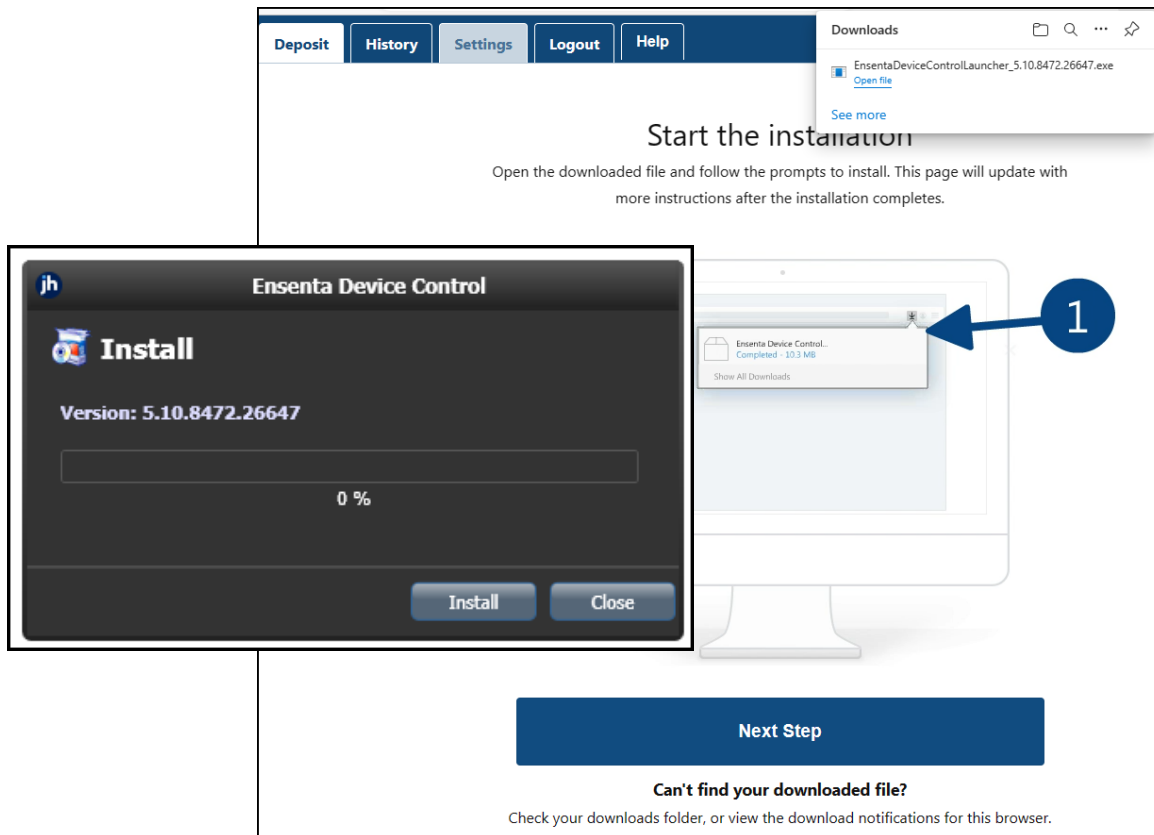 Deposit
History
Settings
Logout
Help
Downloads
EnsentaDeviceControlLauncher_5.10.8472.26647.exe
Open file
See more
Start the installation
Open the downloaded file and follow the prompts to install. This page will update with
more instructions after the installation completes.
jh
Ensenta Device Control
Install
Version: 5.10.8472.26647
0 %
Install
Close
Ensenta Device Control...
Completed - 10.3 MB
Show All Downloads
1
Next Step
Can't find your downloaded file?
Check your downloads folder, or view the download notifications for this browser.